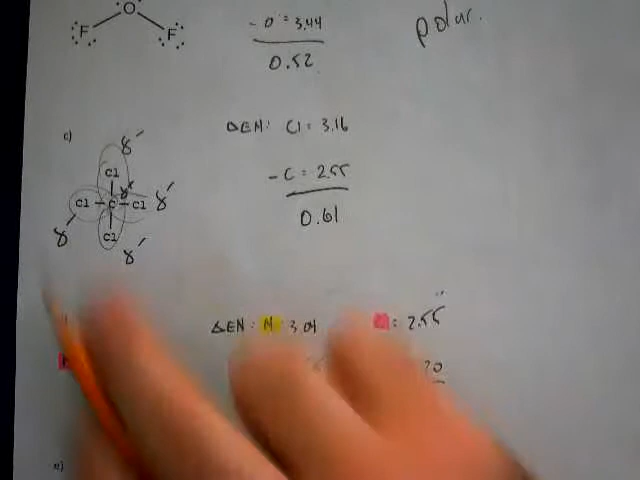 O
F F
- O = 3.44
0.52
polar.
c)
ΔEN: Cl = 3.16
- C = 2.55
0.61
Cl
Cl - C - Cl
Cl
δ⁻
δ⁻
δ⁻
δ⁻
ΔEN: N: 3.04 : 2.55
20
e)